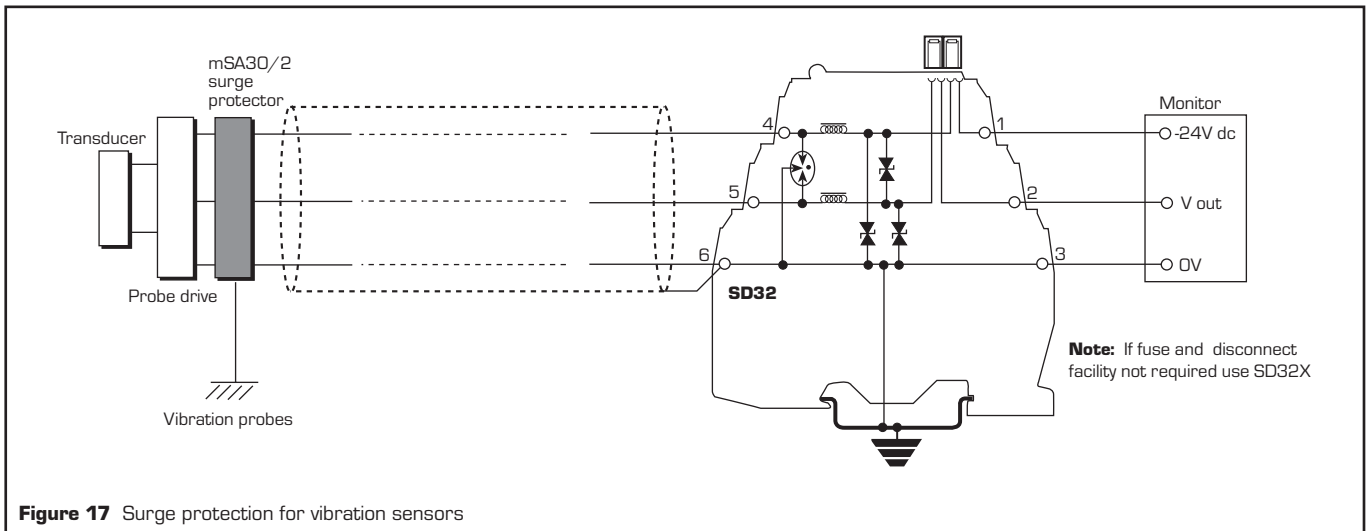 mSA30/2
surge
protector
Transducer
Probe drive
Vibration probes
4
5
6
SD32
1
2
3
Monitor
-24V dc
V out
0V
Note: If fuse and disconnect
facility not required use SD32X
Figure 17 Surge protection for vibration sensors